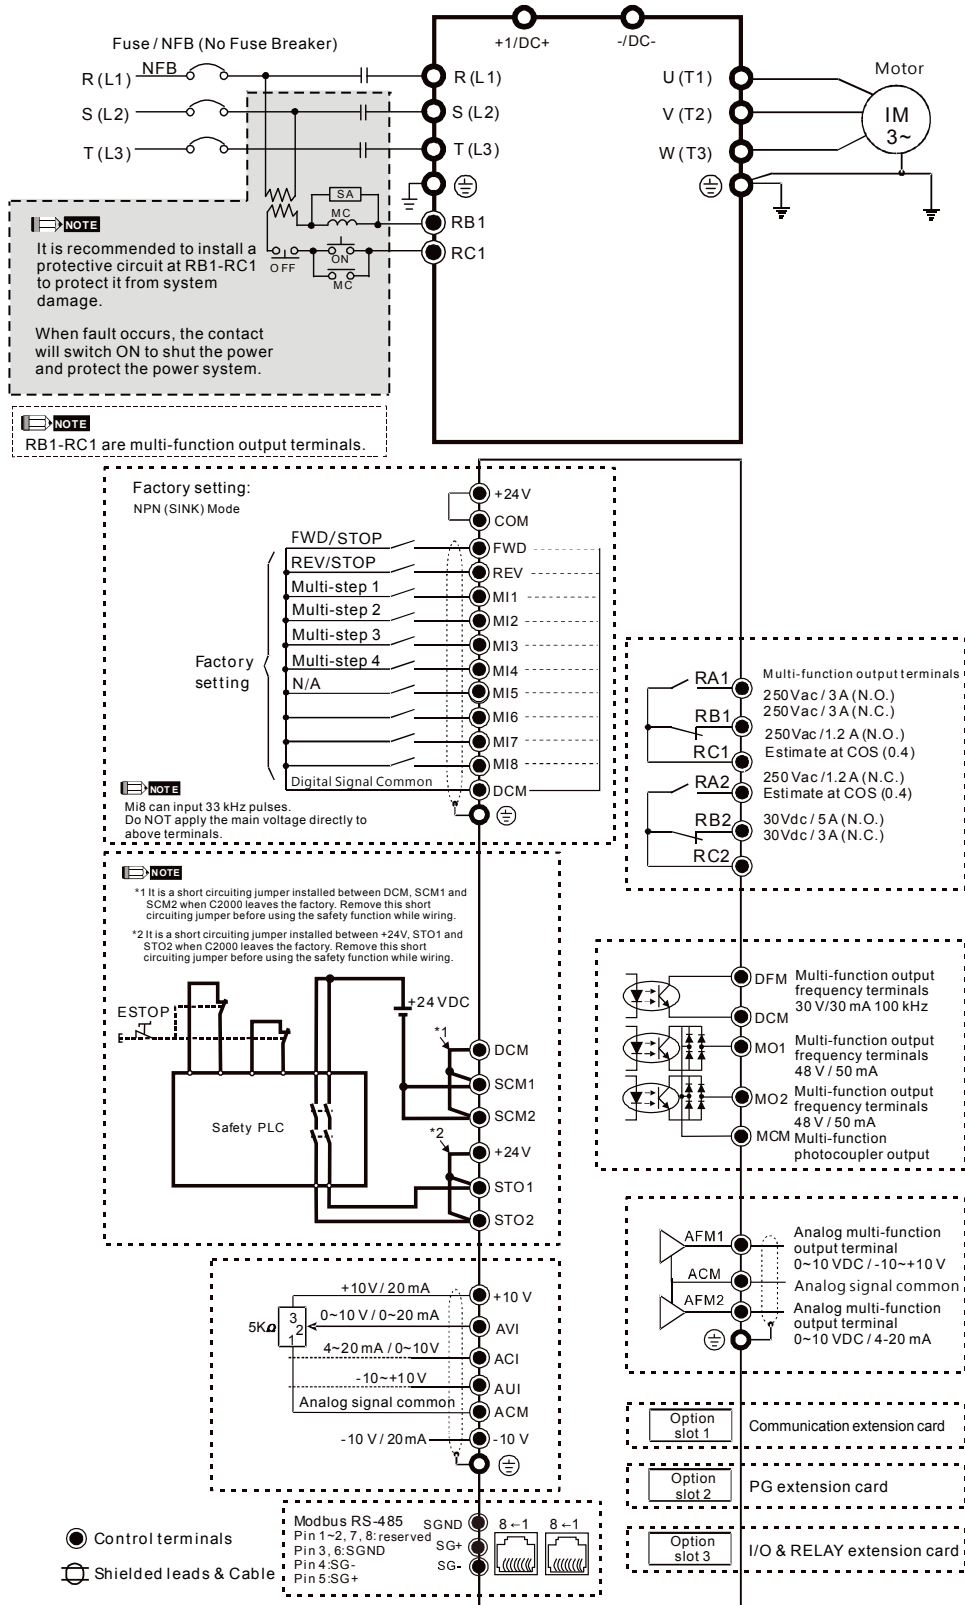 +1/DC+
-/DC-
Fuse / NFB (No Fuse Breaker)
R (L1)
NFB
R (L1)
U (T1)
Motor
S (L2)
S (L2)
V (T2)
IM
3~
T (L3)
T (L3)
W (T3)
SA
MC
RB1
OFF
ON
RC1
MC
NOTE
It is recommended to install a
protective circuit at RB1-RC1
to protect it from system
damage.
When fault occurs, the contact
will switch ON to shut the power
and protect the power system.
NOTE
RB1-RC1 are multi-function output terminals.
Factory setting:
NPN (SINK) Mode
+24V
COM
FWD/STOP
FWD
REV/STOP
REV
Multi-step 1
MI1
Multi-step 2
MI2
Multi-step 3
MI3
Multi-step 4
MI4
Factory
setting
N/A
MI5
MI6
MI7
MI8
Digital Signal Common
DCM
NOTE
Mi8 can input 33 kHz pulses.
Do NOT apply the main voltage directly to
above terminals.
RA1
RB1
RC1
RA2
RB2
RC2
Multi-function output terminals
250Vac / 3 A (N.O.)
250Vac / 3 A (N.C.)
250Vac /1.2 A (N.O.)
Estimate at COS (0.4)
250 Vac /1.2 A (N.C.)
Estimate at COS (0.4)
30Vdc / 5A (N.O.)
30Vdc / 3A (N.C.)
NOTE
*1 It is a short circuiting jumper installed between DCM, SCM1 and
SCM2 when C2000 leaves the factory. Remove this short
circuiting jumper before using the safety function while wiring.
*2 It is a short circuiting jumper installed between +24V, STO1 and
STO2 when C2000 leaves the factory. Remove this short
circuiting jumper before using the safety function while wiring.
ESTOP
+24 VDC
*1
DCM
SCM1
SCM2
Safety PLC
*2
+24V
STO1
STO2
DFM
Multi-function output
frequency terminals
30 V/30 mA 100 kHz
DCM
MO1
Multi-function output
frequency terminals
48 V / 50 mA
MO2
Multi-function output
frequency terminals
48 V / 50 mA
MCM
Multi-function
photocoupler output
AFM1
Analog multi-function
output terminal
0~10 VDC / -10~+10 V
ACM
Analog signal common
AFM2
Analog multi-function
output terminal
0~10 VDC / 4-20 mA
+10V / 20 mA
+10 V
5KΩ
3
2
1
0~10 V / 0~20 mA
AVI
4~20 mA / 0~10V
ACI
-10~+10V
AUI
Analog signal common
ACM
-10 V / 20mA
-10 V
Option
slot 1
Communication extension card
Option
slot 2
PG extension card
Option
slot 3
I/O & RELAY extension card
Modbus RS-485
Pin 1~2, 7, 8: reserved
Pin 3, 6:SGND
Pin 4:SG-
Pin 5:SG+
SGND
SG+
SG-
8 ←1
8 ←1
Control terminals
Shielded leads & Cable